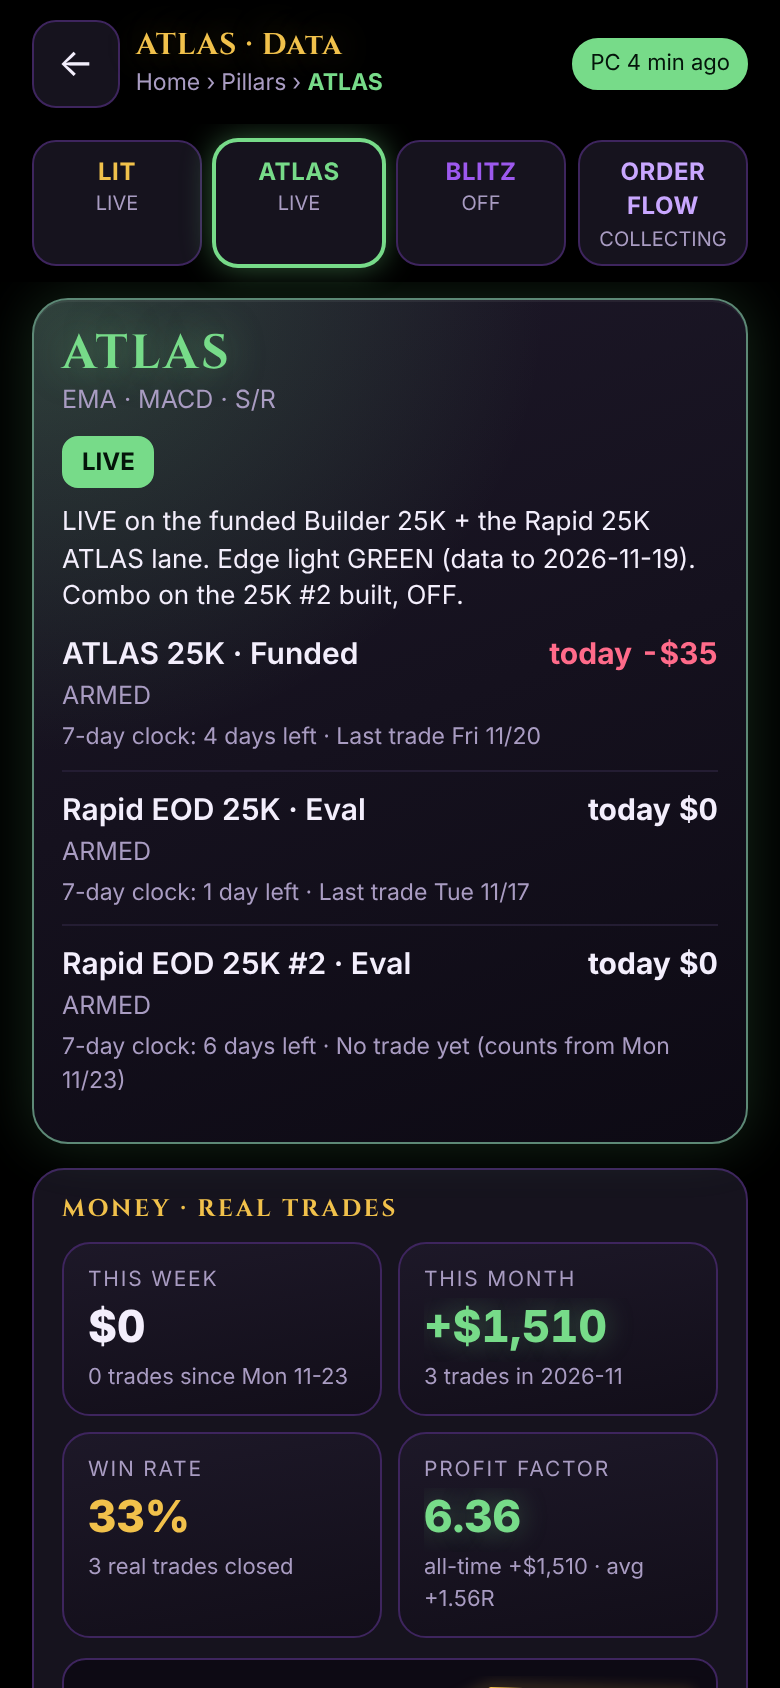 ATLAS · DATA
Home › Pillars › ATLAS
PC 4 min ago
LIT
LIVE
ATLAS
LIVE
BLITZ
OFF
ORDER
FLOW
COLLECTING
ATLAS
EMA · MACD · S/R
LIVE
LIVE on the funded Builder 25K + the Rapid 25K
ATLAS lane. Edge light GREEN (data to 2026-11-19).
Combo on the 25K #2 built, OFF.
ATLAS 25K · Funded
today -$35
ARMED
7-day clock: 4 days left · Last trade Fri 11/20
Rapid EOD 25K · Eval
today $0
ARMED
7-day clock: 1 day left · Last trade Tue 11/17
Rapid EOD 25K #2 · Eval
today $0
ARMED
7-day clock: 6 days left · No trade yet (counts from Mon
11/23)
MONEY · REAL TRADES
THIS WEEK
$0
0 trades since Mon 11-23
THIS MONTH
+$1,510
3 trades in 2026-11
WIN RATE
33%
3 real trades closed
PROFIT FACTOR
6.36
all-time +$1,510 · avg
+1.56R